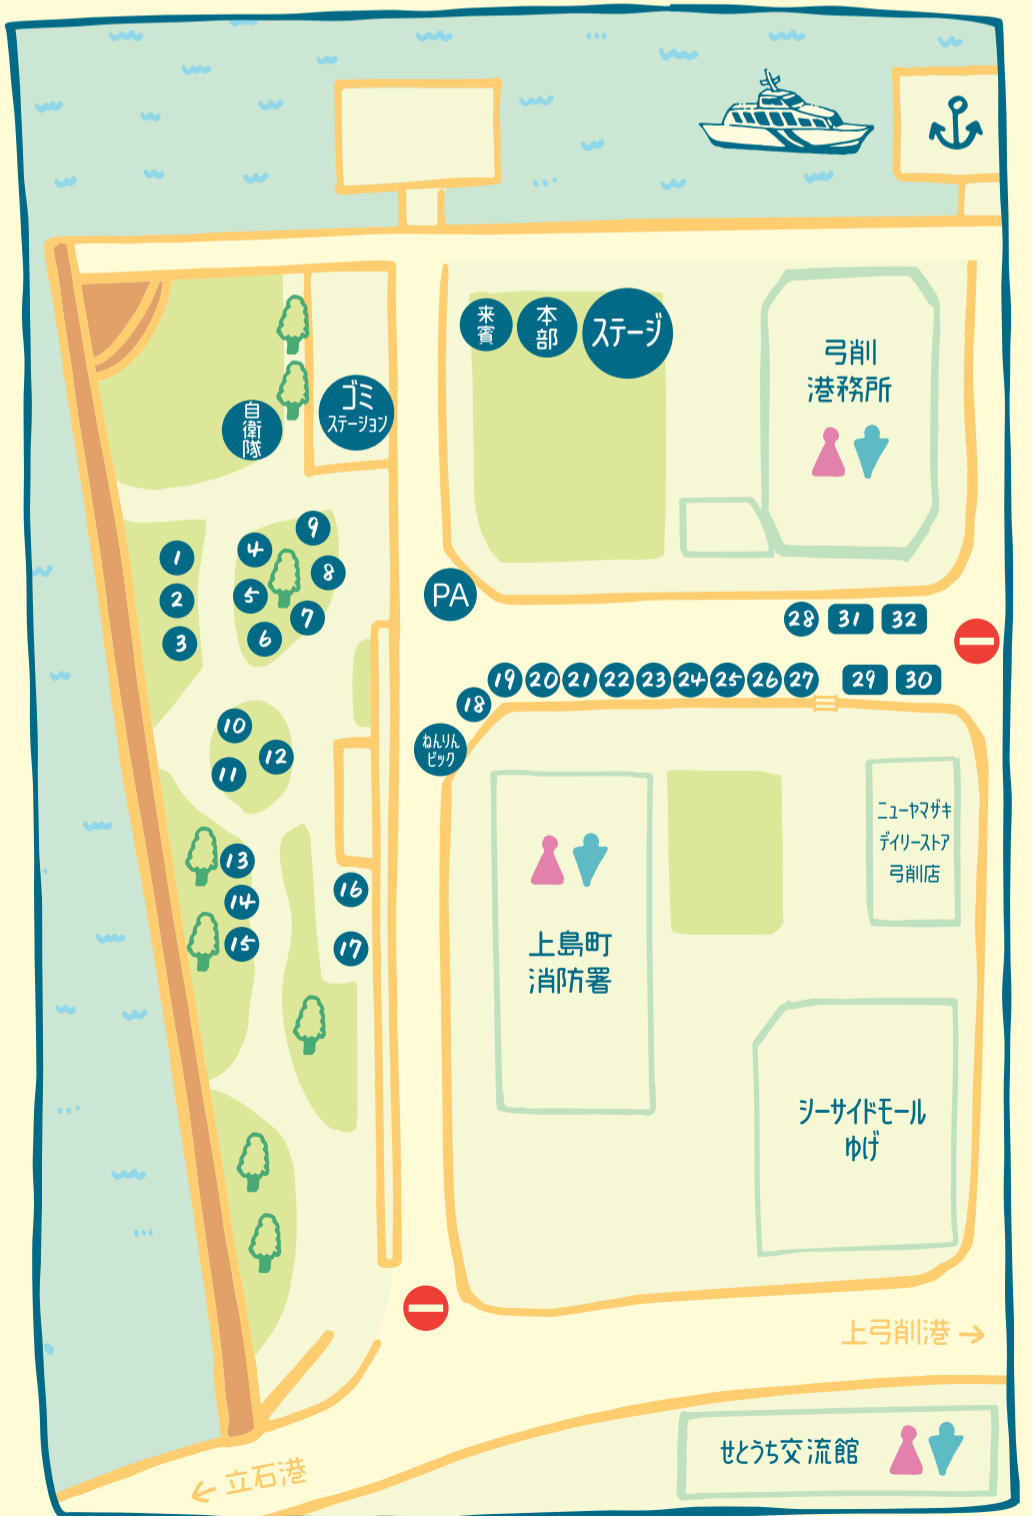 来賓
本部
ステージ
弓削
港務所
自衛隊
ゴミ
ステーション
1
2
3
4
5
6
7
8
9
PA
28
31
32
29
30
18
19
20
21
22
23
24
25
26
27
ねんりん
ピック
10
11
12
13
14
15
16
17
ニューヤマザキ
デイリーストア
弓削店
上島町
消防署
シーサイドモール
ゆげ
上弓削港 →
せとうち交流館
← 立石港